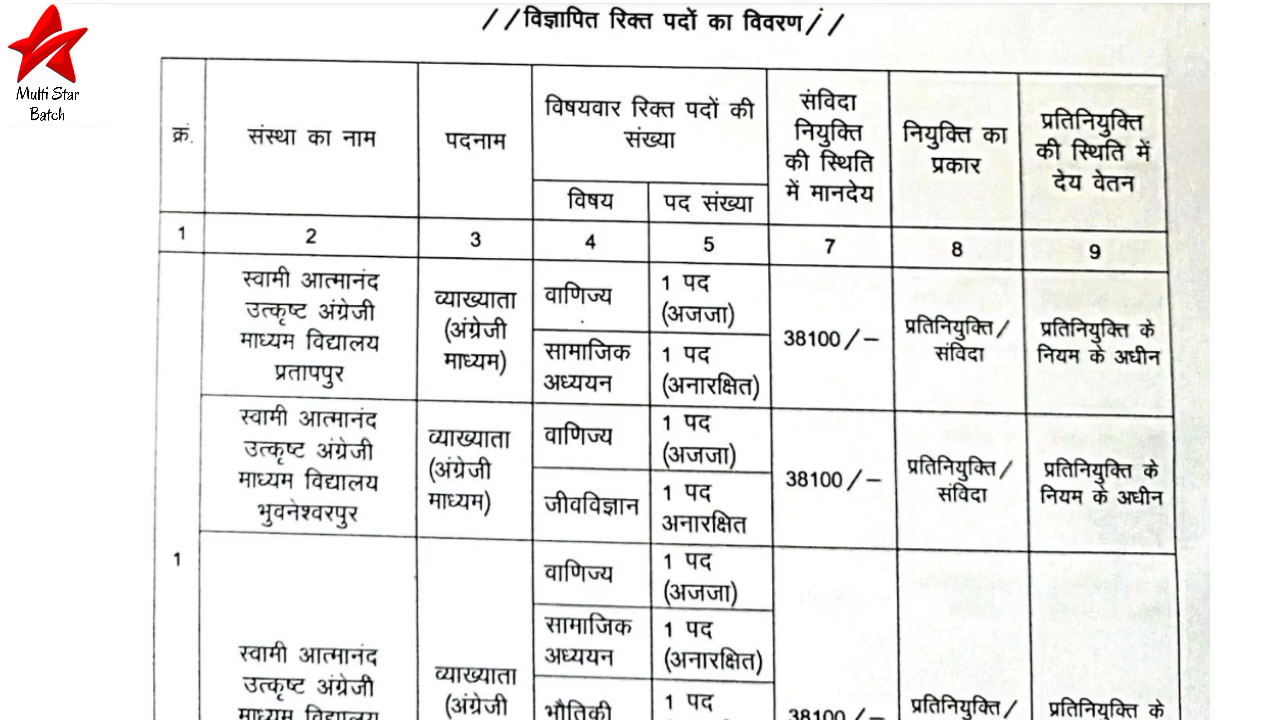 //विज्ञापित रिक्त पदों का विवरण//
Multi Star
Batch
क्रं.
संस्था का नाम
पदनाम
विषयवार रिक्त पदों की
संख्या
विषय
पद संख्या
संविदा
नियुक्ति
की स्थिति
में मानदेय
नियुक्ति का
प्रकार
प्रतिनियुक्ति
की स्थिति में
देय वेतन
1
2
3
4
5
7
8
9
1
स्वामी आत्मानंद
उत्कृष्ट अंग्रेजी
माध्यम विद्यालय
प्रतापपुर
व्याख्याता
(अंग्रेजी
माध्यम)
वाणिज्य
1 पद
(अजजा)
सामाजिक
अध्ययन
1 पद
(अनारक्षित)
38100/–
प्रतिनियुक्ति/
संविदा
प्रतिनियुक्ति के
नियम के अधीन
स्वामी आत्मानंद
उत्कृष्ट अंग्रेजी
माध्यम विद्यालय
भुवनेश्वरपुर
व्याख्याता
(अंग्रेजी
माध्यम)
वाणिज्य
1 पद
(अजजा)
जीवविज्ञान
1 पद
अनारक्षित
38100/–
प्रतिनियुक्ति/
संविदा
प्रतिनियुक्ति के
नियम के अधीन
स्वामी आत्मानंद
उत्कृष्ट अंग्रेजी
माध्यम विद्यालय
व्याख्याता
(अंग्रेजी
वाणिज्य
1 पद
(अजजा)
सामाजिक
अध्ययन
1 पद
(अनारक्षित)
भौतिकी
1 पद
38100/–
प्रतिनियुक्ति/
प्रतिनियुक्ति के